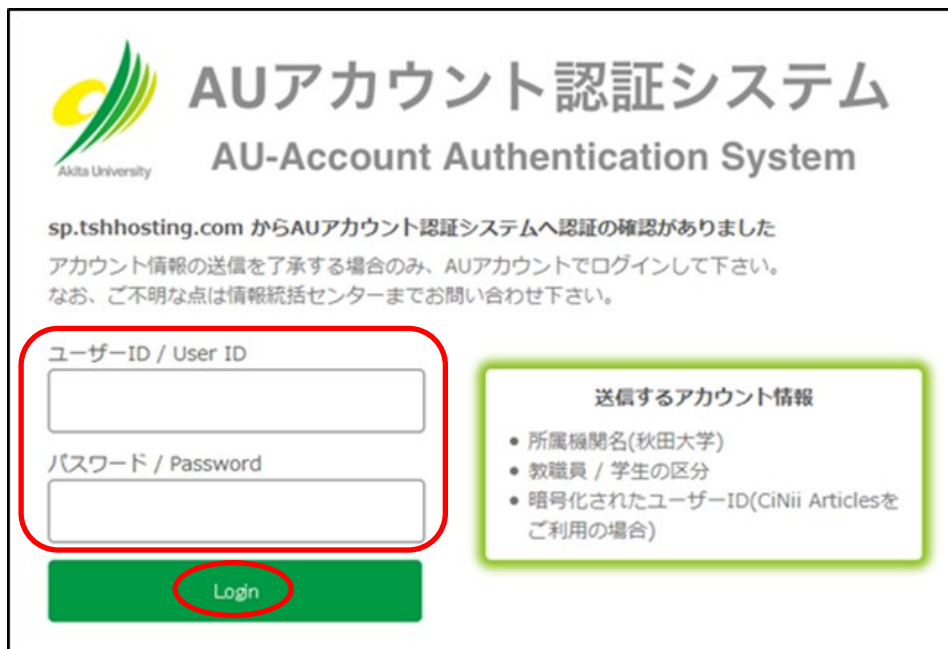 AUアカウント認証システム
Akita University
AU-Account Authentication System
sp.tshhosting.com からAUアカウント認証システムへ認証の確認がありました
アカウント情報の送信を了承する場合のみ、AUアカウントでログインして下さい。
なお、ご不明な点は情報統括センターまでお問い合わせ下さい。
ユーザーID / User ID
パスワード / Password
Login
送信するアカウント情報
● 所属機関名(秋田大学)
● 教職員 / 学生の区分
● 暗号化されたユーザーID(CiNii Articlesを
ご利用の場合)